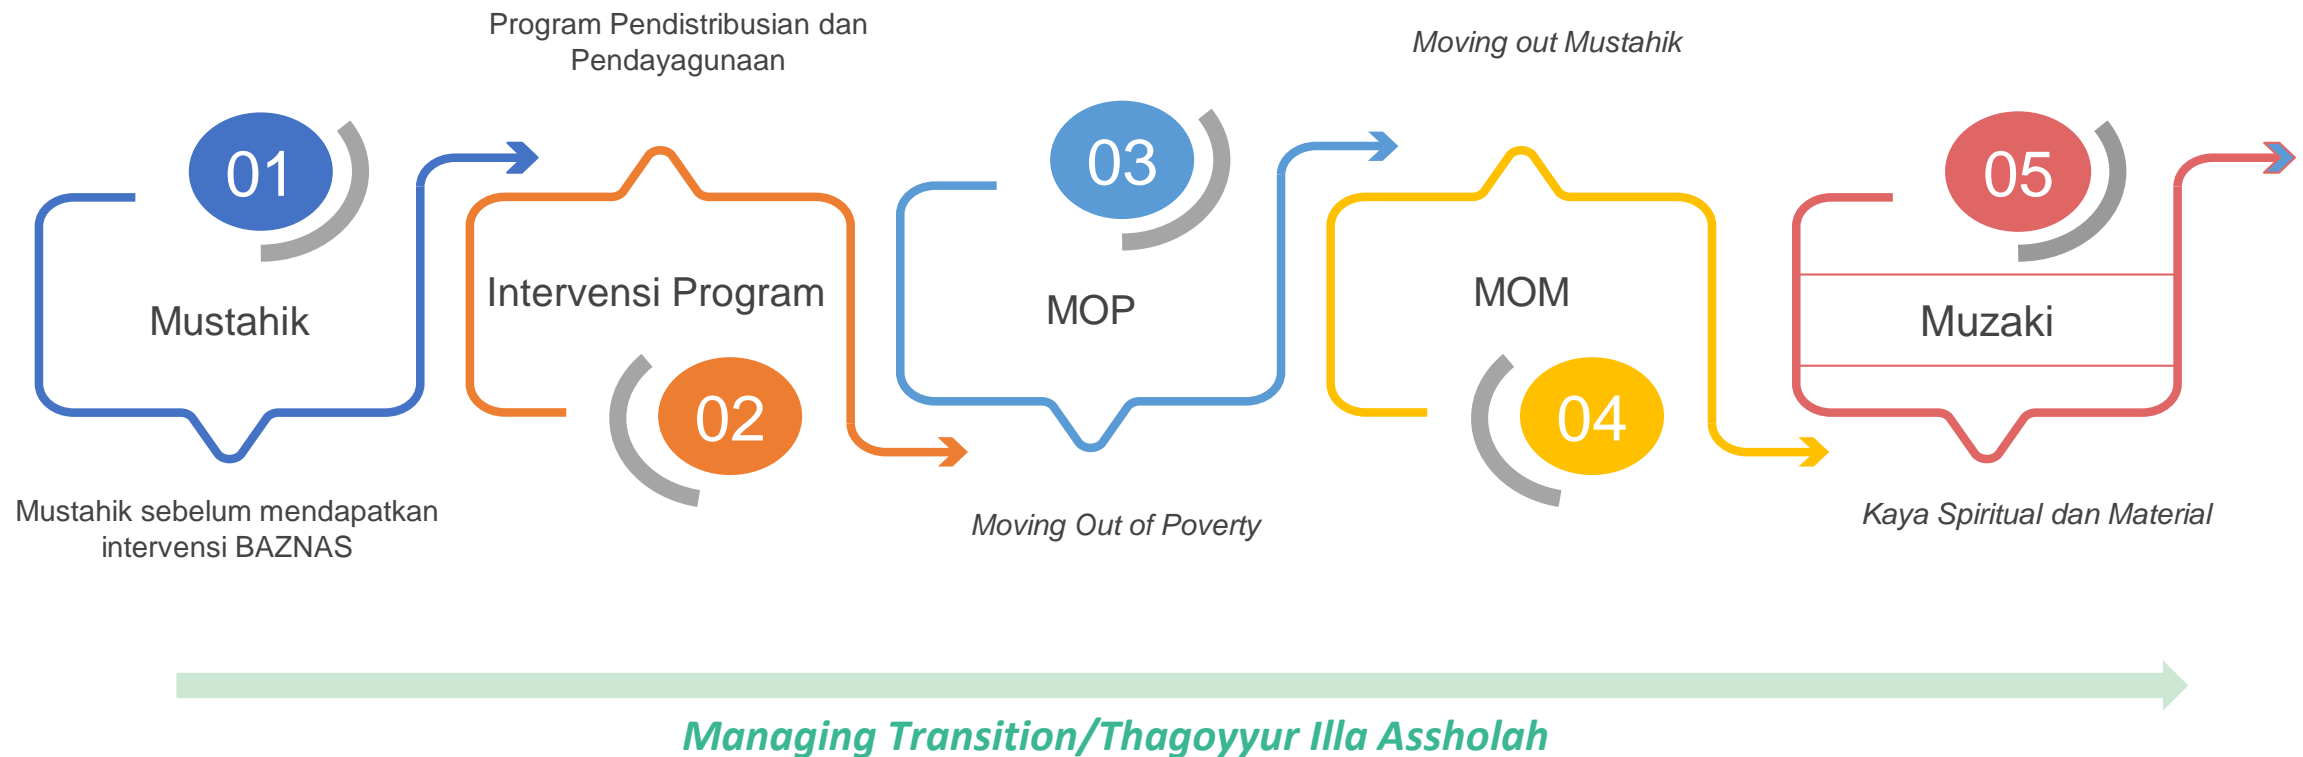 Program Pendistribusian dan
Pendayagunaan
Moving out Mustahik
01
03
05
Mustahik
Intervensi Program
MOP
MOM
Muzaki
02
04
Mustahik sebelum mendapatkan
intervensi BAZNAS
Moving Out of Poverty
Kaya Spiritual dan Material
Managing Transition/Thagoyyur Illa Assholah